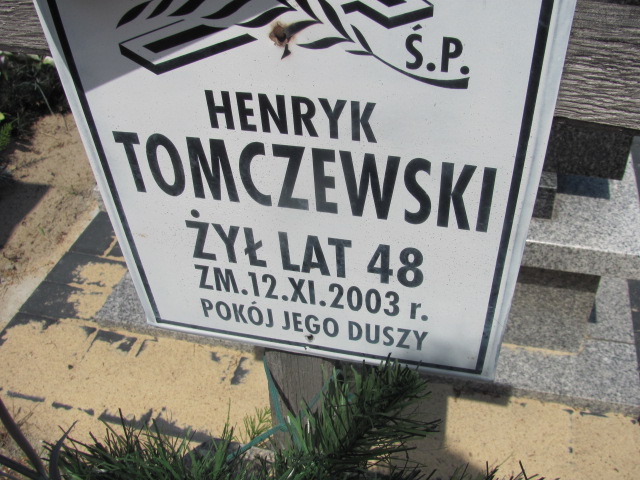 Ś.P.
HENRYK
TOMCZEWSKI
ŻYŁ LAT 48
ZM.12.XI.2003 r.
POKÓJ JEGO DUSZY